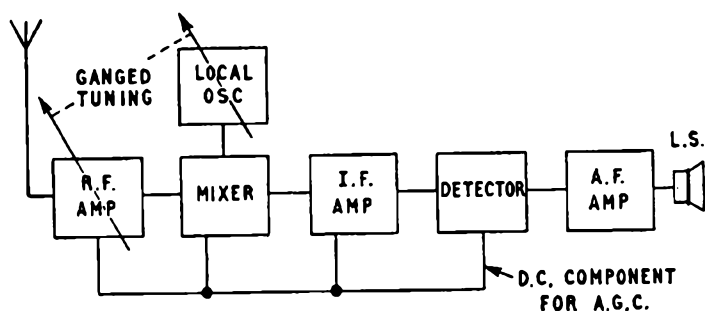 GANGED
TUNING
LOCAL
OSC
L.S.
R.F.
AMP
MIXER
I.F.
AMP
DETECTOR
A.F.
AMP
D.C. COMPONENT
FOR A.G.C.